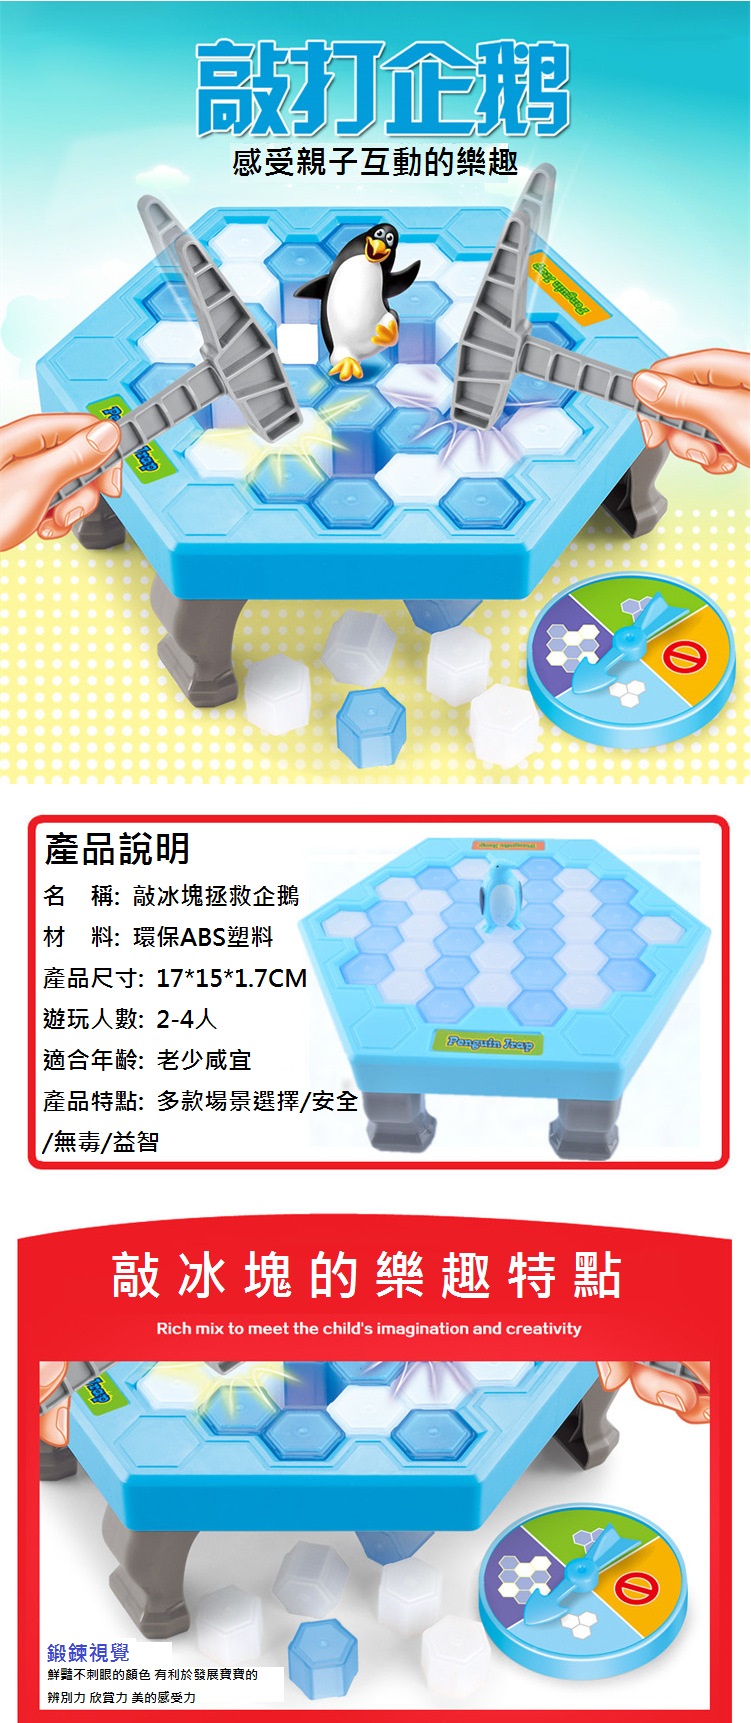 敲打企鹅
感受親子互動的樂趣
Penguin Trap
產品說明
名　稱: 敲冰塊拯救企鵝
材　料: 環保ABS塑料
產品尺寸: 17*15*1.7CM
遊玩人數: 2-4人
適合年齡: 老少咸宜
產品特點: 多款場景選擇/安全
/無毒/益智
Penguin Trap
敲冰塊的樂趣特點
Rich mix to meet the child's imagination and creativity
鍛鍊視覺
鮮豔不刺眼的顏色 有利於發展寶寶的
辨別力 欣賞力 美的感受力